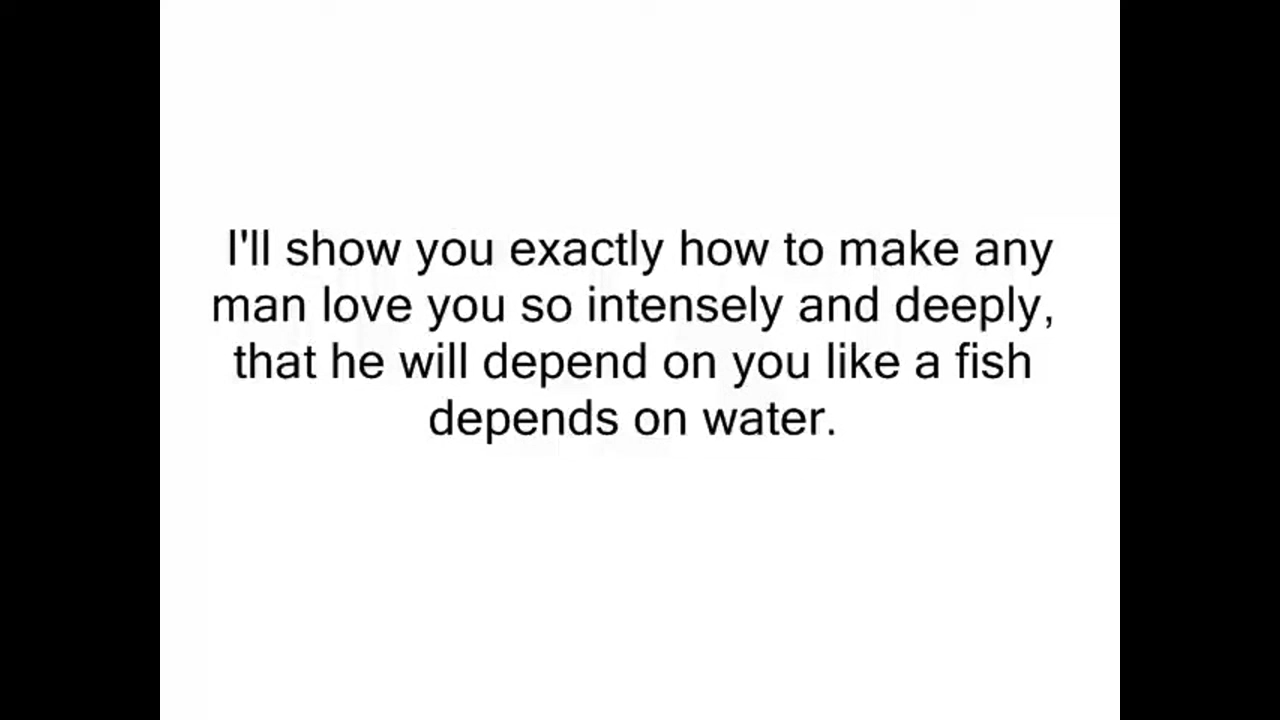 I'll show you exactly how to make any
man love you so intensely and deeply,
that he will depend on you like a fish
depends on water.